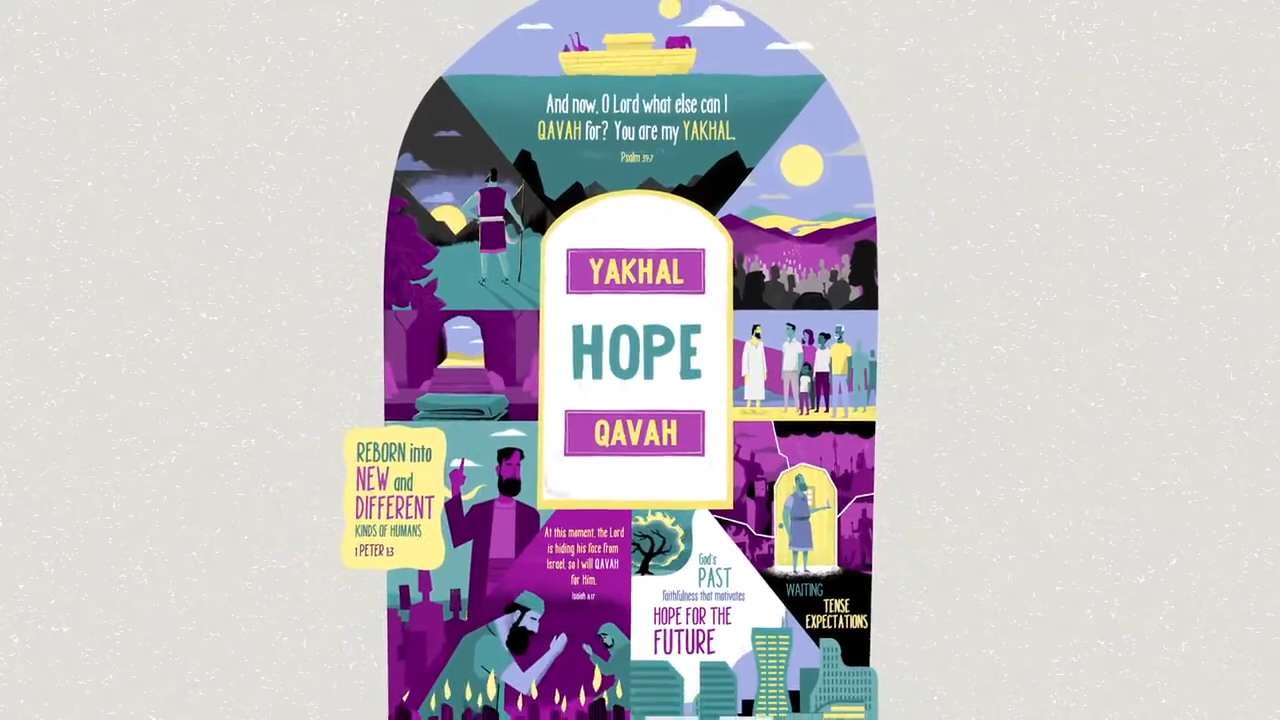 And now, O Lord what else can I
QAVAH for? You are my YAKHAL.
Psalm 39:7
YAKHAL
HOPE
QAVAH
REBORN into
NEW and
DIFFERENT
KINDS OF HUMANS
1 PETER 1:3
At this moment, the Lord
is hiding his face from
Israel, so I will QAVAH
for Him.
Isaiah 8:17
God's
PAST
faithfulness that motivates
HOPE FOR THE
FUTURE
WAITING
TENSE
EXPECTATIONS